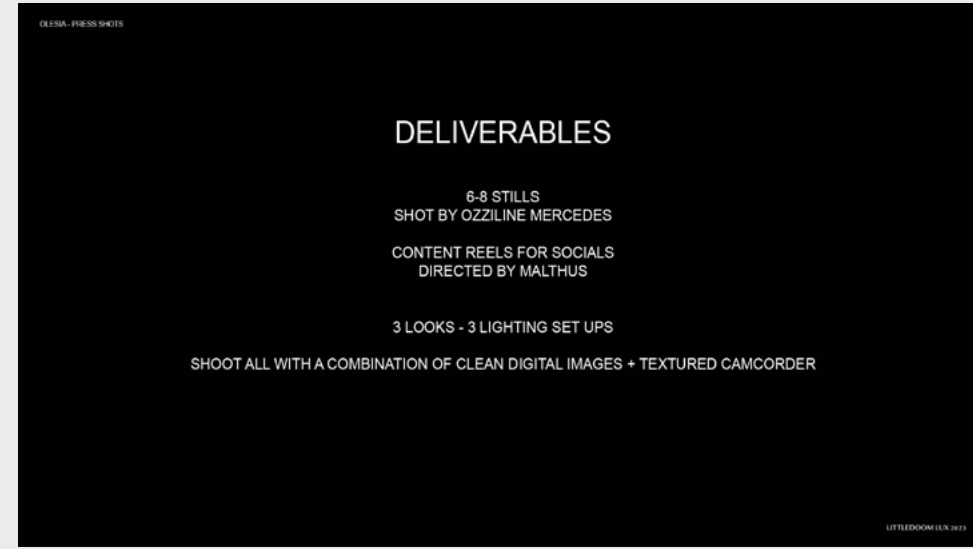 OLESIA - PRESS SHOTS
DELIVERABLES
6-8 STILLS
SHOT BY OZZILINE MERCEDES
CONTENT REELS FOR SOCIALS
DIRECTED BY MALTHUS
3 LOOKS - 3 LIGHTING SET UPS
SHOOT ALL WITH A COMBINATION OF CLEAN DIGITAL IMAGES + TEXTURED CAMCORDER
LITTLEDOOM LUX 2023